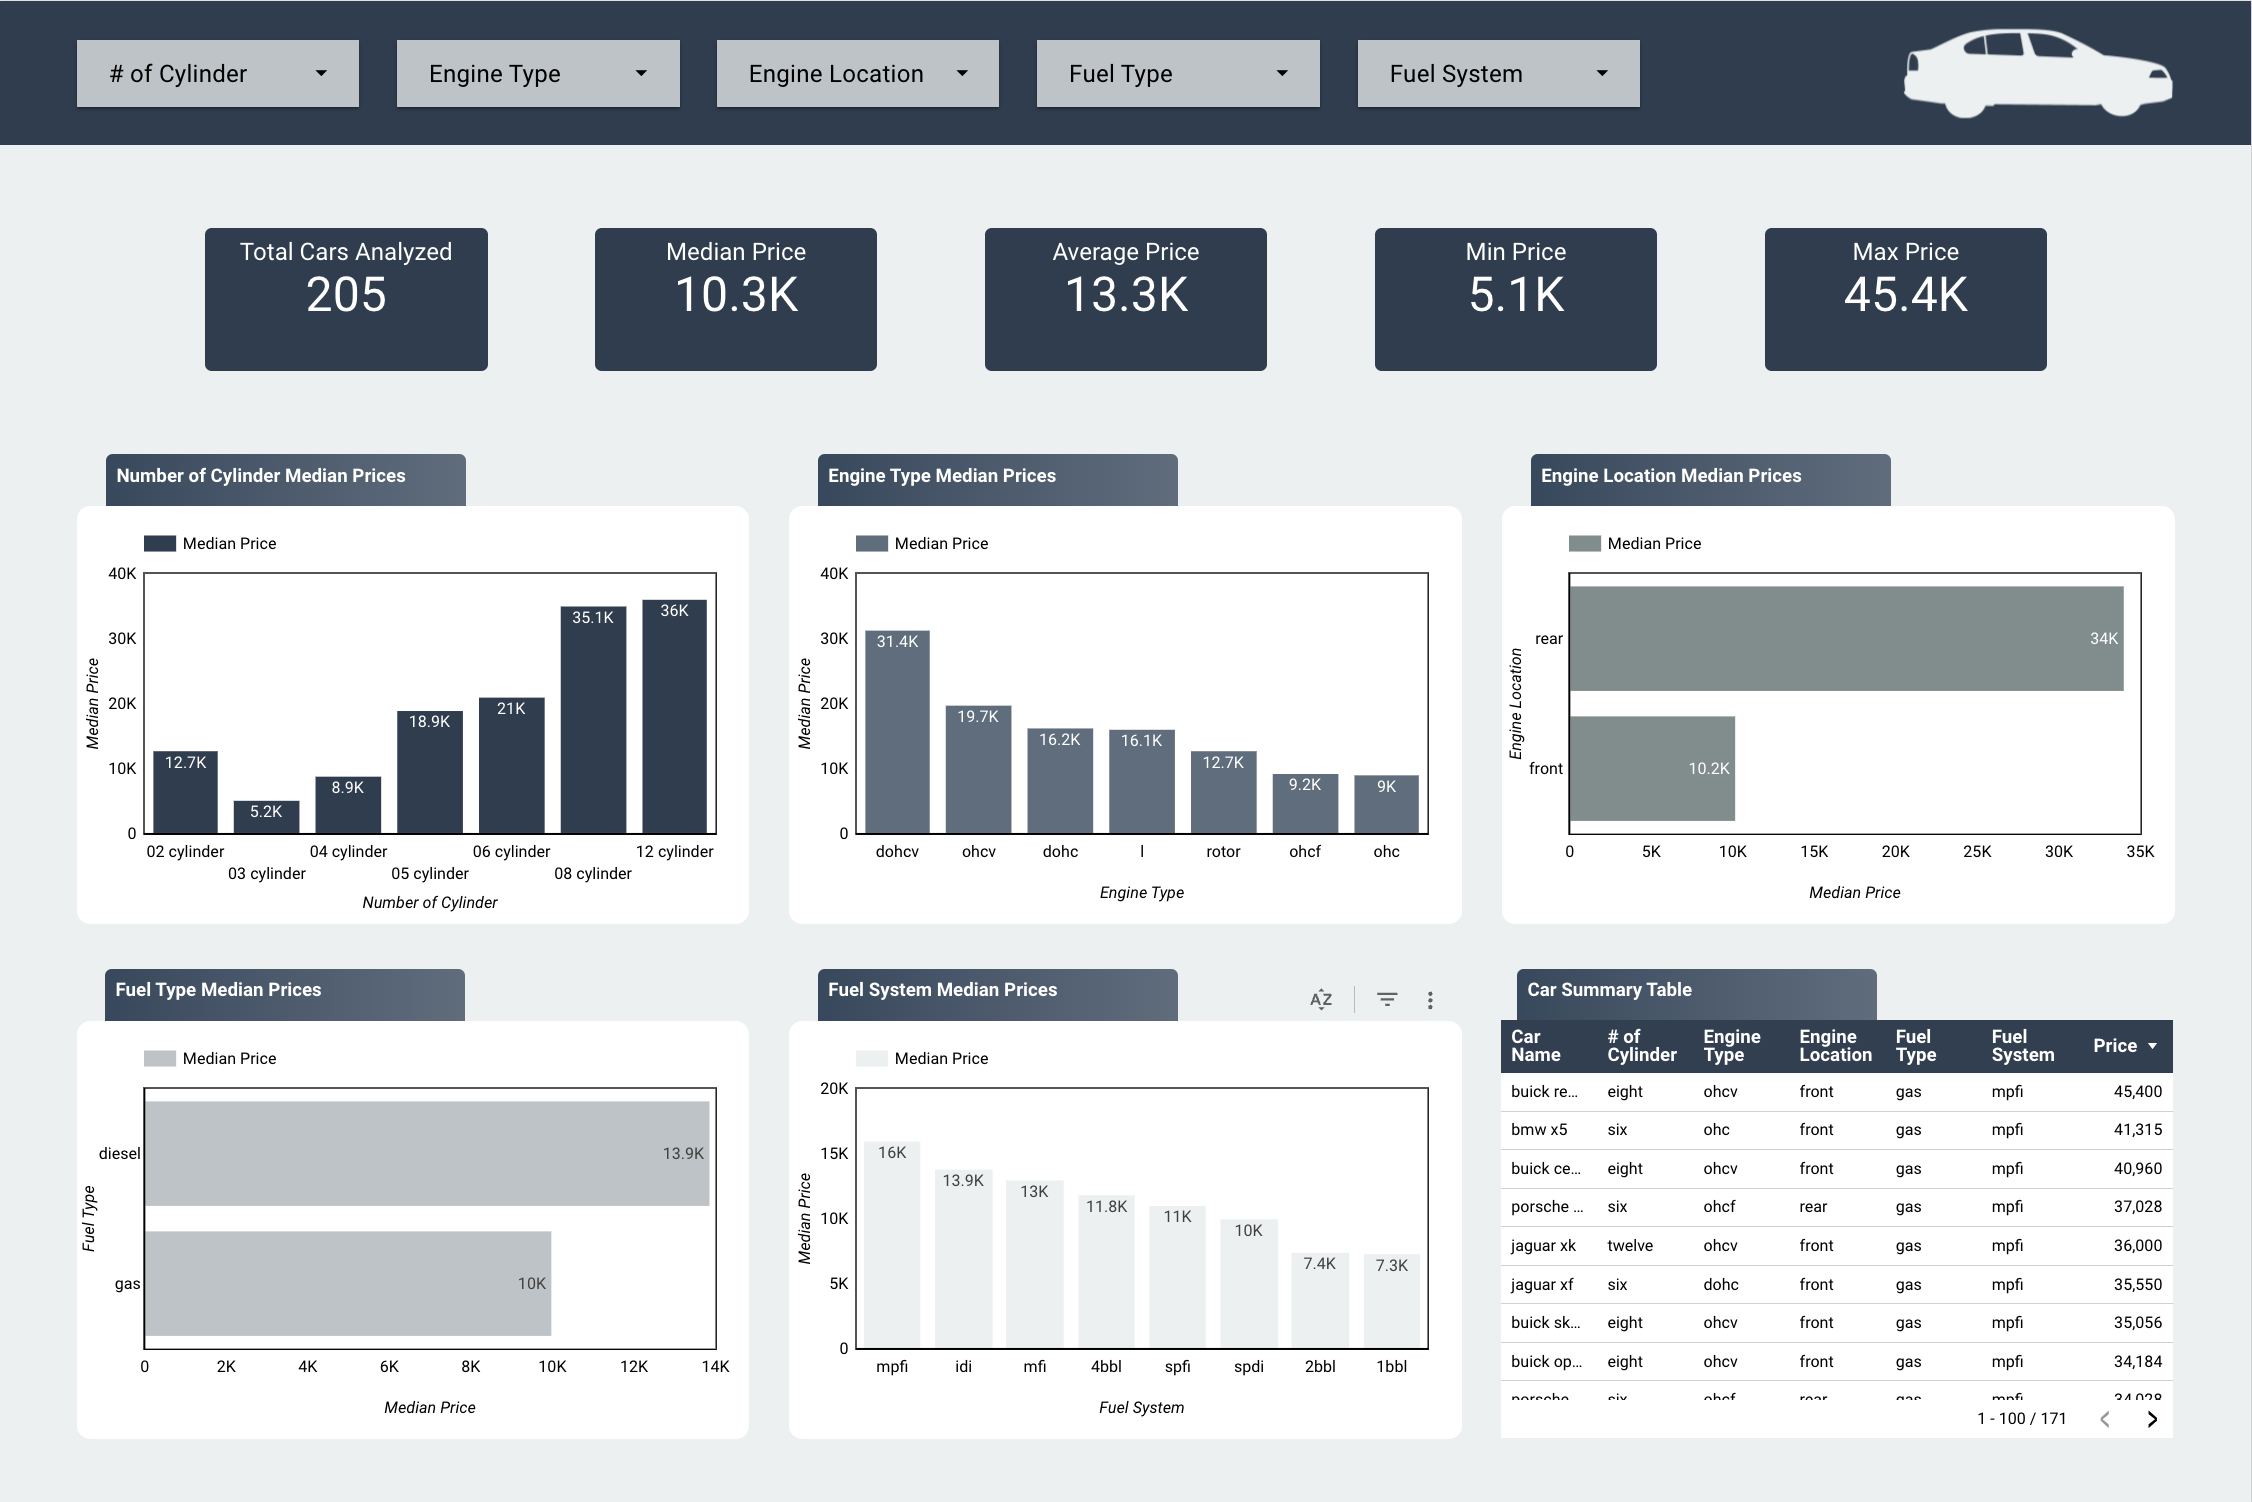 # of Cylinder
Engine Type
Engine Location
Fuel Type
Fuel System
Total Cars Analyzed
205
Median Price
10.3K
Average Price
13.3K
Min Price
5.1K
Max Price
45.4K
Number of Cylinder Median Prices
Median Price
40K
30K
20K
10K
0
Median Price
12.7K
5.2K
8.9K
18.9K
21K
35.1K
36K
02 cylinder
03 cylinder
04 cylinder
05 cylinder
06 cylinder
08 cylinder
12 cylinder
Number of Cylinder
Engine Type Median Prices
Median Price
40K
30K
20K
10K
0
Median Price
31.4K
19.7K
16.2K
16.1K
12.7K
9.2K
9K
dohcv
ohcv
dohc
l
rotor
ohcf
ohc
Engine Type
Engine Location Median Prices
Median Price
Engine Location
rear
34K
front
10.2K
0 5K 10K 15K 20K 25K 30K 35K
Median Price
Fuel Type Median Prices
Median Price
Fuel Type
diesel
13.9K
gas
10K
0 2K 4K 6K 8K 10K 12K 14K
Median Price
Fuel System Median Prices
AZ
Median Price
20K
15K
10K
5K
0
Median Price
16K
13.9K
13K
11.8K
11K
10K
7.4K
7.3K
mpfi
idi
mfi
4bbl
spfi
spdi
2bbl
1bbl
Fuel System
Car Summary Table
Car Name # of Cylinder Engine Type Engine Location Fuel Type Fuel System Price
buick re... eight ohcv front gas mpfi 45,400
bmw x5 six ohc front gas mpfi 41,315
buick ce... eight ohcv front gas mpfi 40,960
porsche ... six ohcf rear gas mpfi 37,028
jaguar xk twelve ohcv front gas mpfi 36,000
jaguar xf six dohc front gas mpfi 35,550
buick sk... eight ohcv front gas mpfi 35,056
buick op... eight ohcv front gas mpfi 34,184
porsche six ohcf rear gas mpfi 34,028
1 - 100 / 171